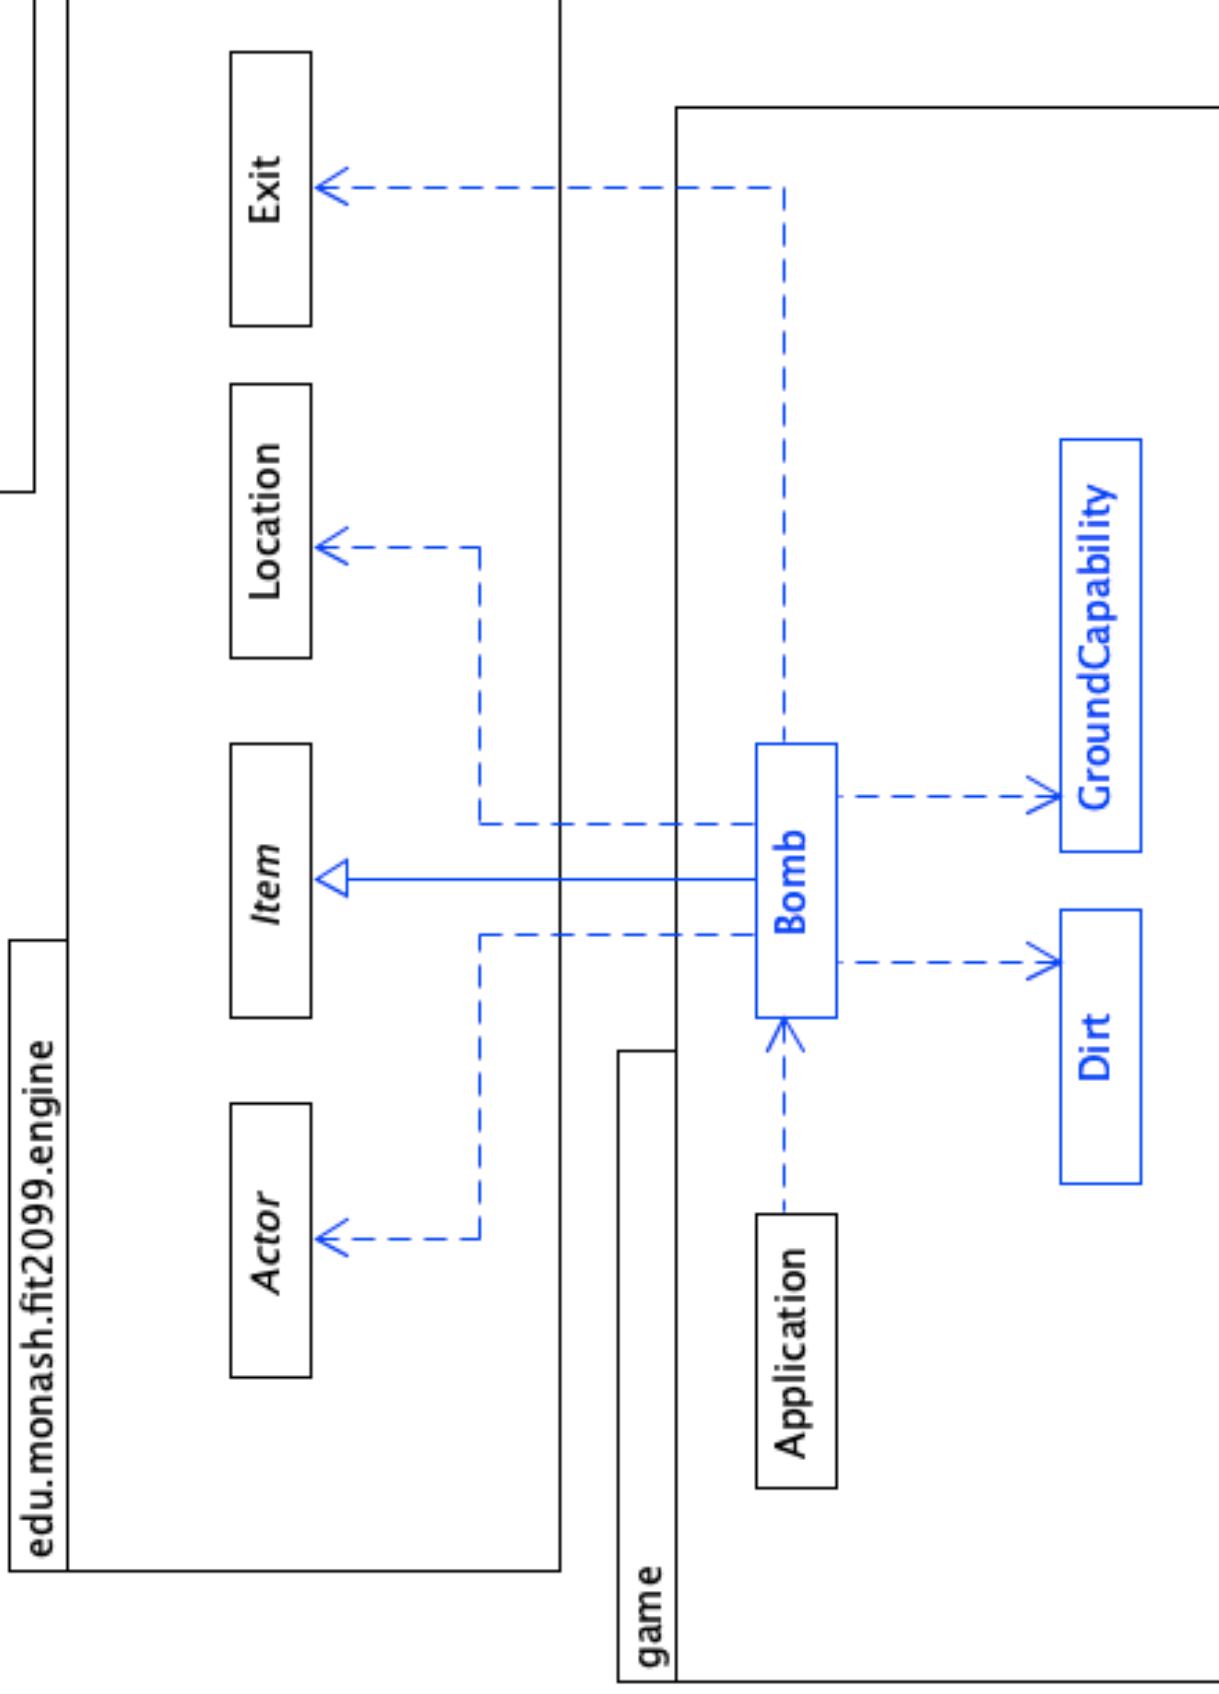 edu.monash.fit2099.engine
Actor
Item
Location
Exit
game
Application
Bomb
Dirt
GroundCapability